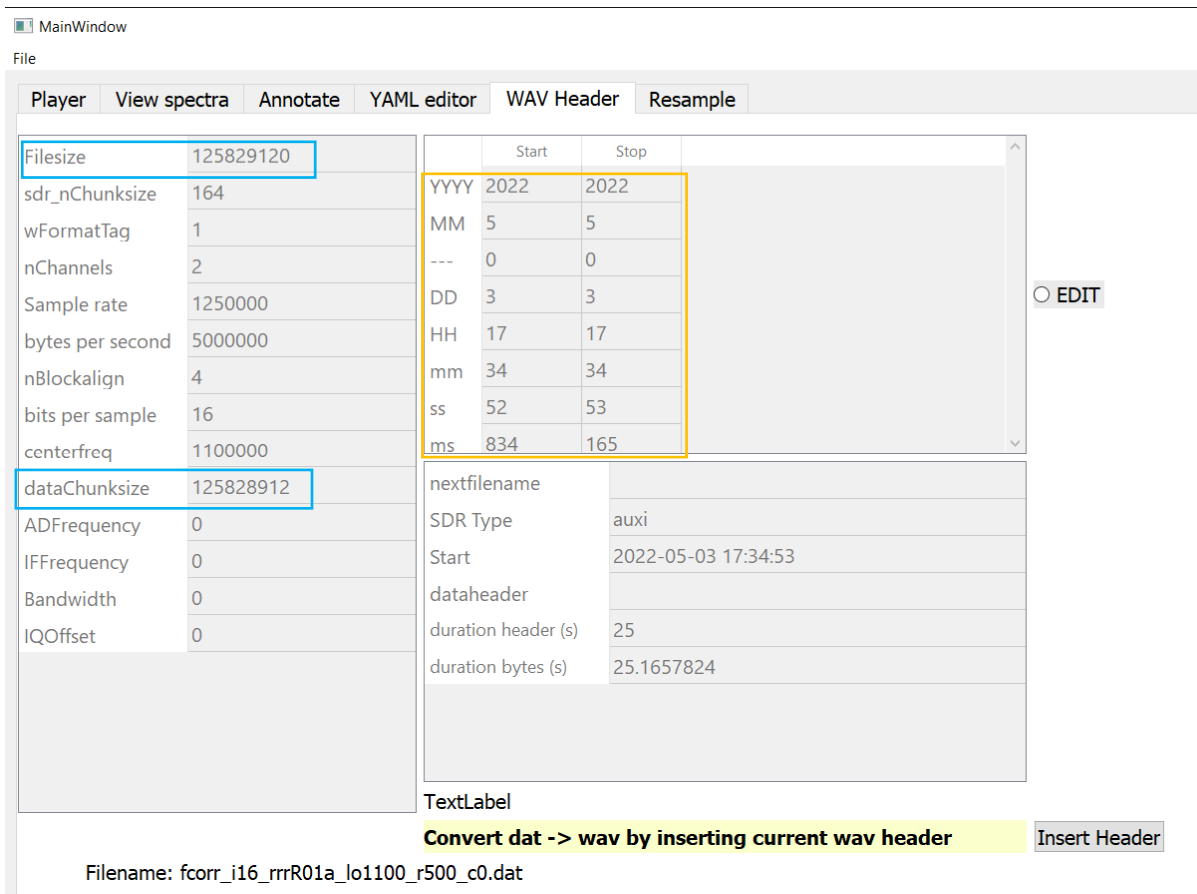 MainWindow
File
Player View spectra Annotate YAML editor WAV Header Resample
Filesize 125829120
sdr_nChunksize 164
wFormatTag 1
nChannels 2
Sample rate 1250000
bytes per second 5000000
nBlockalign 4
bits per sample 16
centerfreq 1100000
dataChunksize 125828912
ADFrequency 0
IFFrequency 0
Bandwidth 0
IQOffset 0
Start Stop
YYYY 2022 2022
MM 5 5
--- 0 0
DD 3 3
HH 17 17
mm 34 34
ss 52 53
ms 834 165
EDIT
nextfilename
SDR Type auxi
Start 2022-05-03 17:34:53
dataheader
duration header (s) 25
duration bytes (s) 25.1657824
TextLabel
Convert dat -> wav by inserting current wav header Insert Header
Filename: fcorr_i16_rrrR01a_lo1100_r500_c0.dat